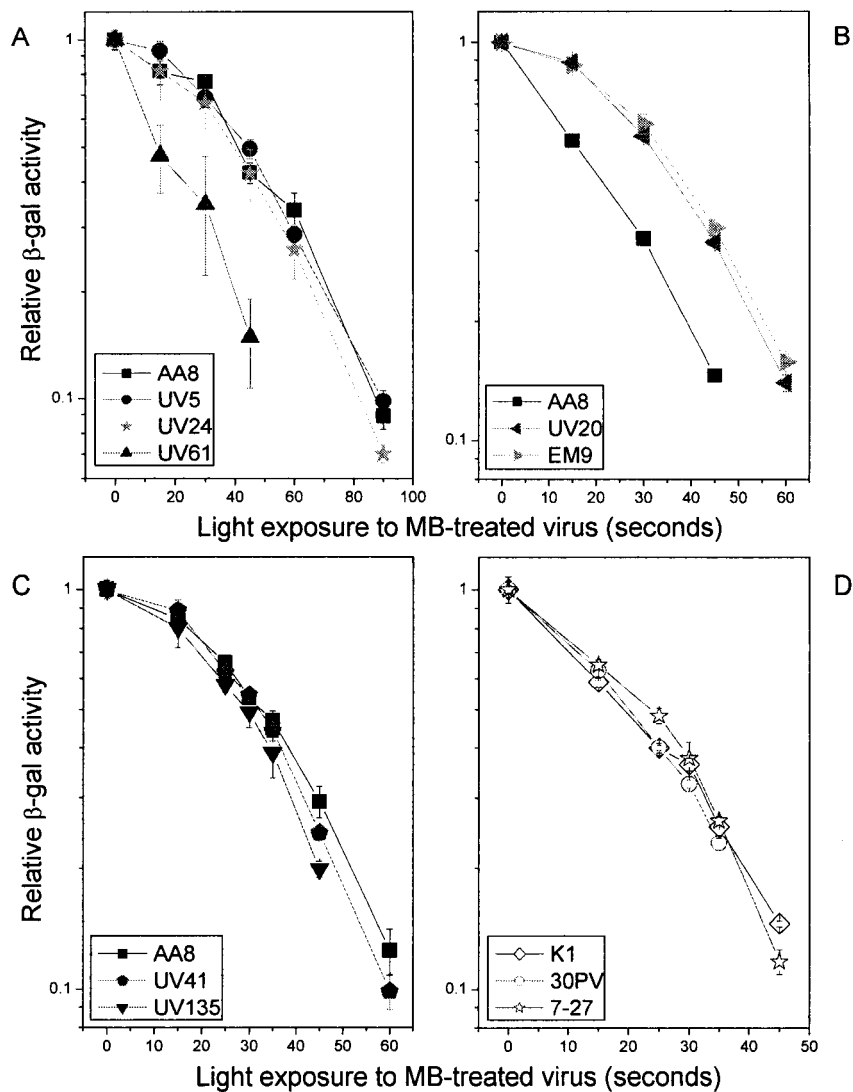 A
Relative β-gal activity
1
0.1
AA8
UV5
UV24
UV61
0 20 40 60 80 100
B
1
0.1
AA8
UV20
EM9
0 10 20 30 40 50 60
Light exposure to MB-treated virus (seconds)
C
Relative β-gal activity
1
0.1
AA8
UV41
UV135
0 10 20 30 40 50 60
D
1
0.1
K1
30PV
7-27
0 10 20 30 40 50
Light exposure to MB-treated virus (seconds)